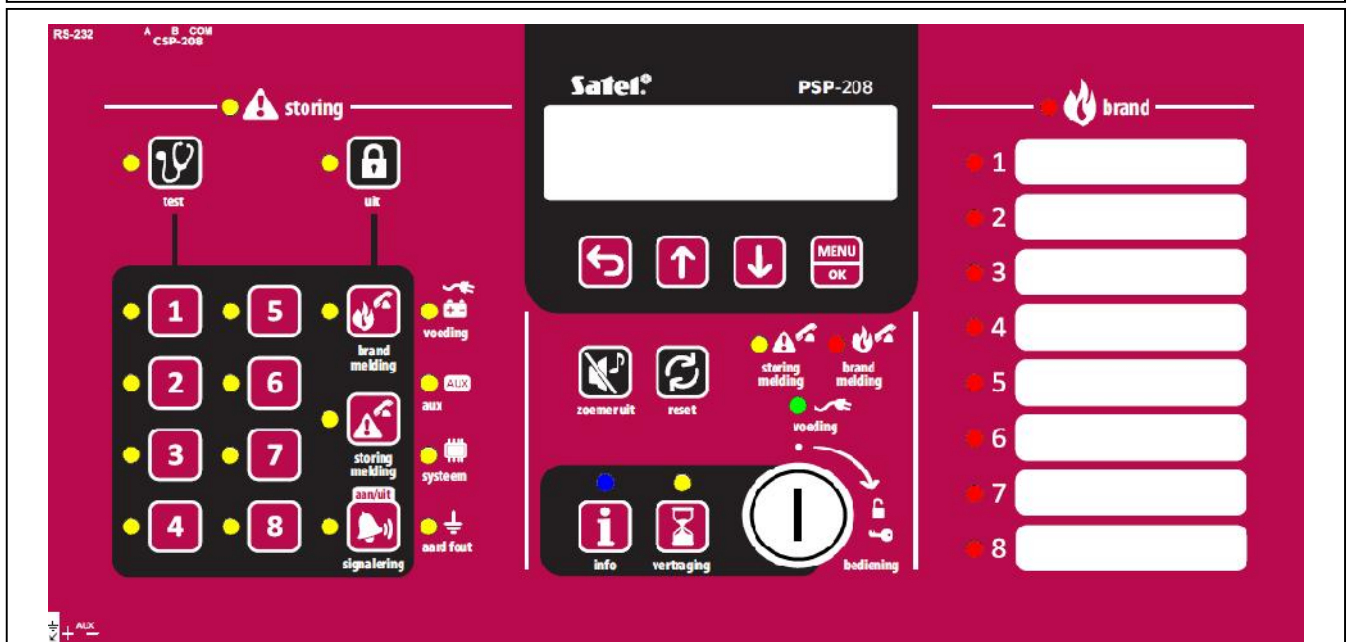 RS-232
A B COM
CSP-208
Satel.®
PSP-208
storing
brand
test
uit
1
2
3
4
5
6
7
8
brand
melding
storing
melding
aan/uit
signalering
voeding
AUX
aux
systeem
aard fout
MENU
OK
zoemer uit
reset
storing
melding
brand
melding
voeding
info
vertraging
bediening
1
2
3
4
5
6
7
8
+ AUX -